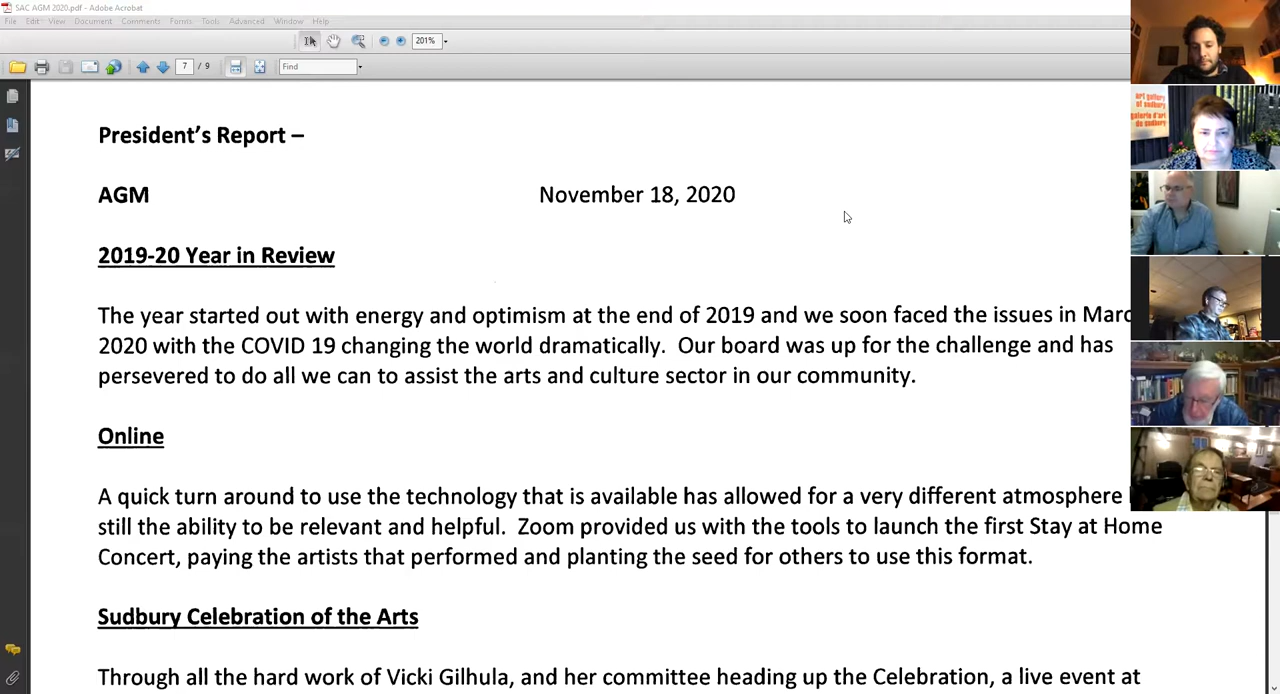 SAC AGM 2020.pdf - Adobe Acrobat
File Edit View Document Comments Forms Tools Advanced Window Help
201%
7 / 9 Find
art gallery
of sudbury
galerie d'art
de sudbury
President's Report –
AGM November 18, 2020
2019-20 Year in Review
The year started out with energy and optimism at the end of 2019 and we soon faced the issues in Marc
2020 with the COVID 19 changing the world dramatically. Our board was up for the challenge and has
persevered to do all we can to assist the arts and culture sector in our community.
Online
A quick turn around to use the technology that is available has allowed for a very different atmosphere
still the ability to be relevant and helpful. Zoom provided us with the tools to launch the first Stay at Home
Concert, paying the artists that performed and planting the seed for others to use this format.
Sudbury Celebration of the Arts
Through all the hard work of Vicki Gilhula, and her committee heading up the Celebration, a live event at